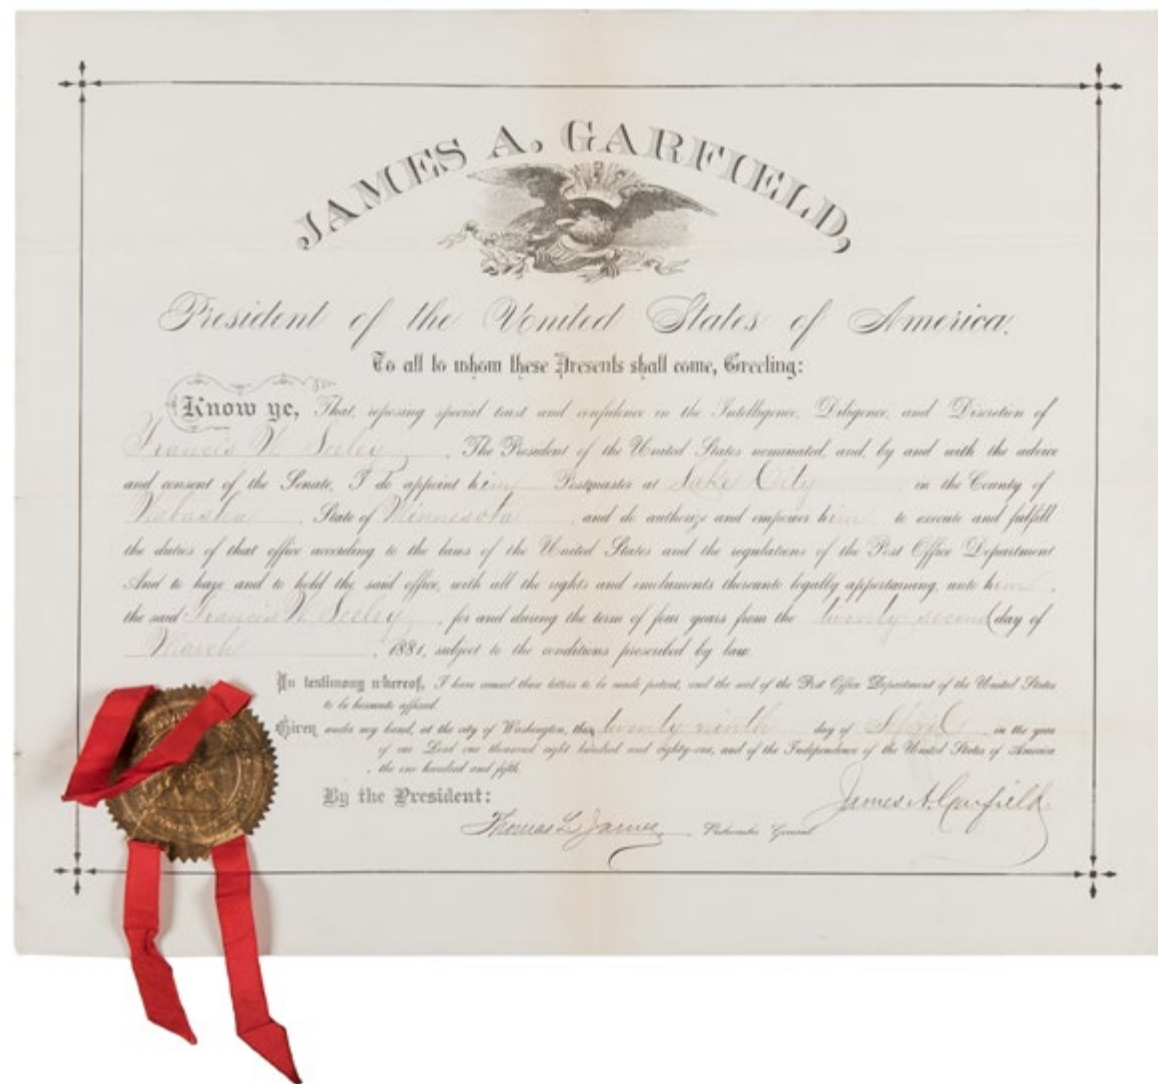 JAMES A. GARFIELD,
President of the United States of America.
To all to whom these Presents shall come, Greeting:
Know ye, That, reposing special trust and confidence in the Intelligence, Diligence, and Discretion of
Francis W. Seeley, The President of the United States nominated, and, by and with the advice
and consent of the Senate, I do appoint him Postmaster at Lake City in the County of
Wabasha, State of Minnesota and do authorize and empower him to execute and fulfill
the duties of that office according to the laws of the United States and the regulations of the Post Office Department
And to have and to hold the said office, with all the rights and emoluments thereunto legally appertaining, unto him,
the said Francis W. Seeley, for and during the term of four years from the twenty second day of
March, 1881, subject to the conditions prescribed by law.
In testimony whereof, I have caused these letters to be made patent, and the seal of the Post Office Department of the United States
to be hereunto affixed.
Given under my hand, at the city of Washington, this twenty ninth day of April, in the year
of our Lord one thousand eight hundred and eighty-one, and of the Independence of the United States of America
the one hundred and fifth.
By the President:
James A. Garfield
Thomas L. James, Postmaster General